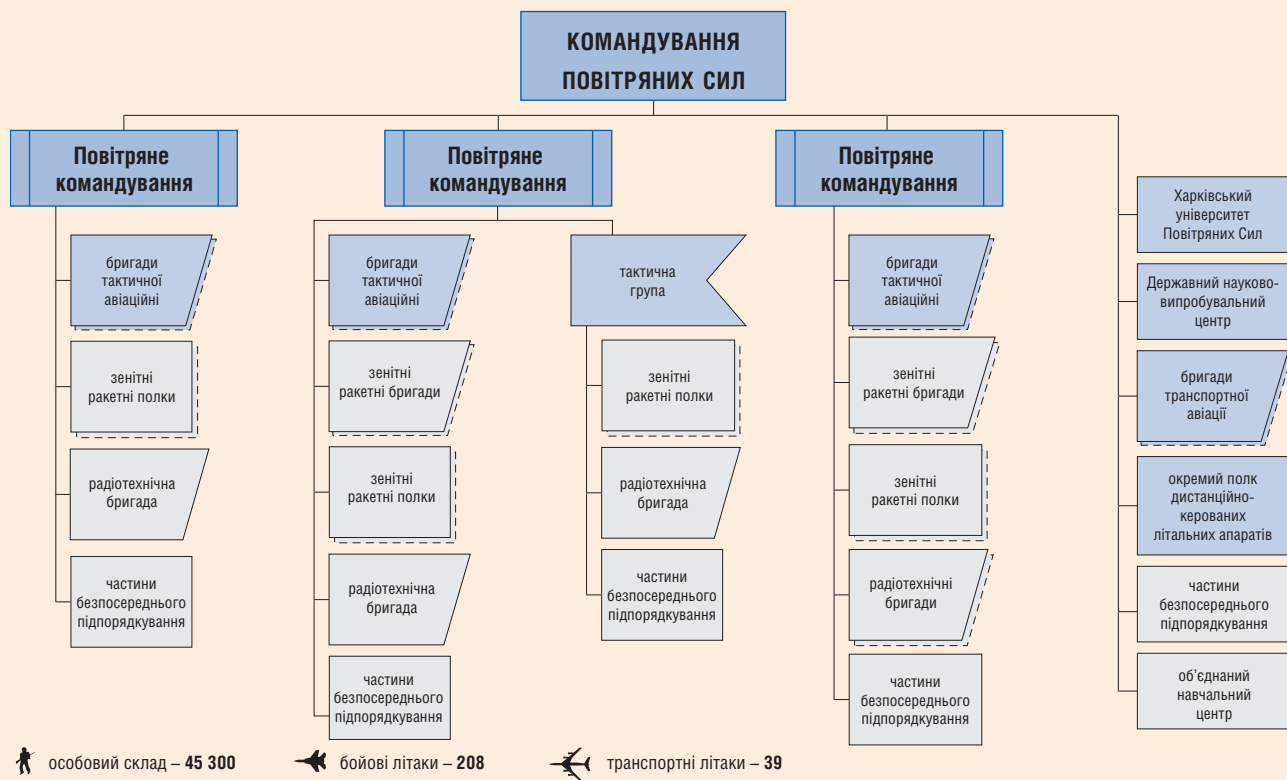 КОМАНДУВАННЯ
ПОВІТРЯНИХ СИЛ
Повітряне
командування
бригади
тактичної
авіаційні
зенітні
ракетні полки
радіотехнічна
бригада
частини
безпосереднього
підпорядкування
Повітряне
командування
бригади
тактичної
авіаційні
зенітні
ракетні бригади
зенітні
ракетні полки
радіотехнічна
бригада
частини
безпосереднього
підпорядкування
тактична
група
зенітні
ракетні полки
радіотехнічна
бригада
частини
безпосереднього
підпорядкування
Повітряне
командування
бригади
тактичної
авіаційні
зенітні
ракетні бригади
зенітні
ракетні полки
радіотехнічні
бригади
частини
безпосереднього
підпорядкування
Харківський
університет
Повітряних Сил
Державний науково-
випробувальний
центр
бригади
транспортної
авіації
окремий полк
дистанційно-
керованих
літальних апаратів
частини
безпосереднього
підпорядкування
об’єднаний
навчальний
центр
особовий склад – 45 300
бойові літаки – 208
транспортні літаки – 39